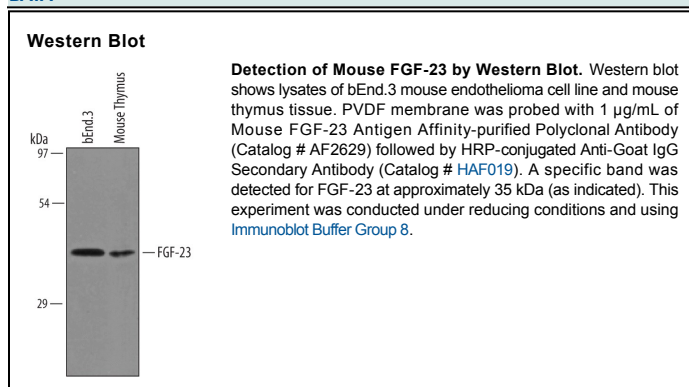 Western Blot
bEnd.3
Mouse Thymus
kDa
97
54
FGF-23
29
Detection of Mouse FGF-23 by Western Blot. Western blot
shows lysates of bEnd.3 mouse endothelioma cell line and mouse
thymus tissue. PVDF membrane was probed with 1 µg/mL of
Mouse FGF-23 Antigen Affinity-purified Polyclonal Antibody
(Catalog # AF2629) followed by HRP-conjugated Anti-Goat IgG
Secondary Antibody (Catalog # HAF019). A specific band was
detected for FGF-23 at approximately 35 kDa (as indicated). This
experiment was conducted under reducing conditions and using
Immunoblot Buffer Group 8.